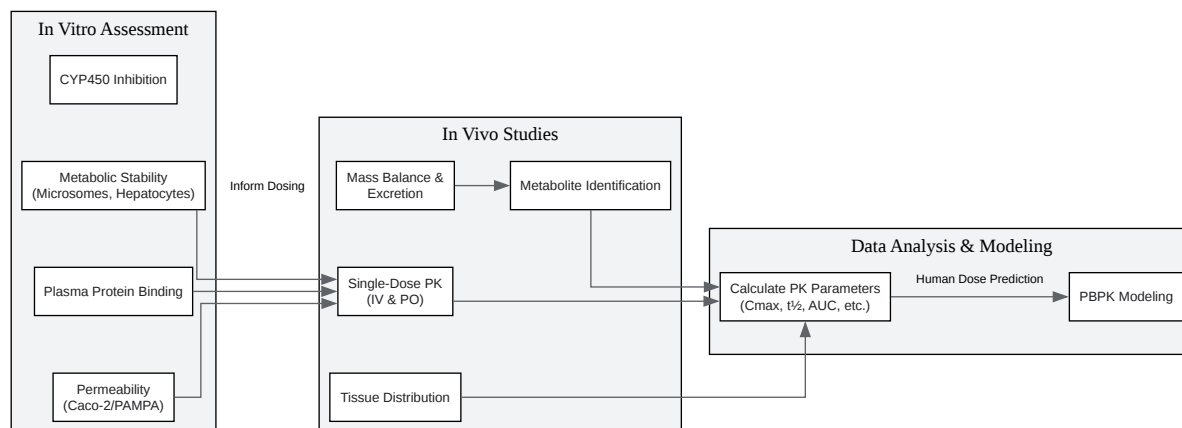 In Vitro Assessment
CYP450 Inhibition
Metabolic Stability
(Microsomes, Hepatocytes)
Plasma Protein Binding
Permeability
(Caco-2/PAMPA)
Inform Dosing
In Vivo Studies
Mass Balance &
Excretion
Metabolite Identification
Single-Dose PK
(IV & PO)
Tissue Distribution
Data Analysis & Modeling
Calculate PK Parameters
(Cmax, t½, AUC, etc.)
Human Dose Prediction
PBPK Modeling